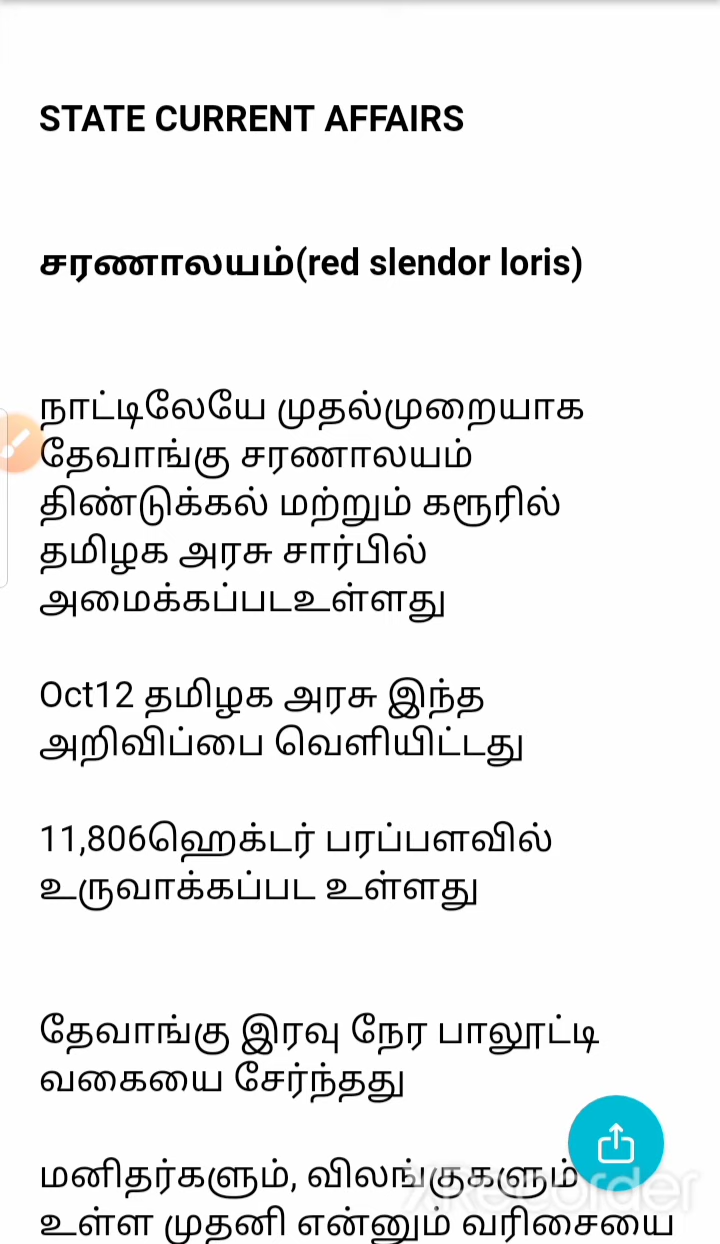 STATE CURRENT AFFAIRS
சரணாலயம்(red slendor loris)
நாட்டிலேயே முதல்முறையாக
தேவாங்கு சரணாலயம்
திண்டுக்கல் மற்றும் கரூரில்
தமிழக அரசு சார்பில்
அமைக்கப்படஉள்ளது
Oct12 தமிழக அரசு இந்த
அறிவிப்பை வெளியிட்டது
11,806ஹெக்டர் பரப்பளவில்
உருவாக்கப்பட உள்ளது
தேவாங்கு இரவு நேர பாலூட்டி
வகையை சேர்ந்தது
மனிதர்களும், விலங்குகளும்
XRecorder
உள்ள முதனி என்னும் வரிசையை